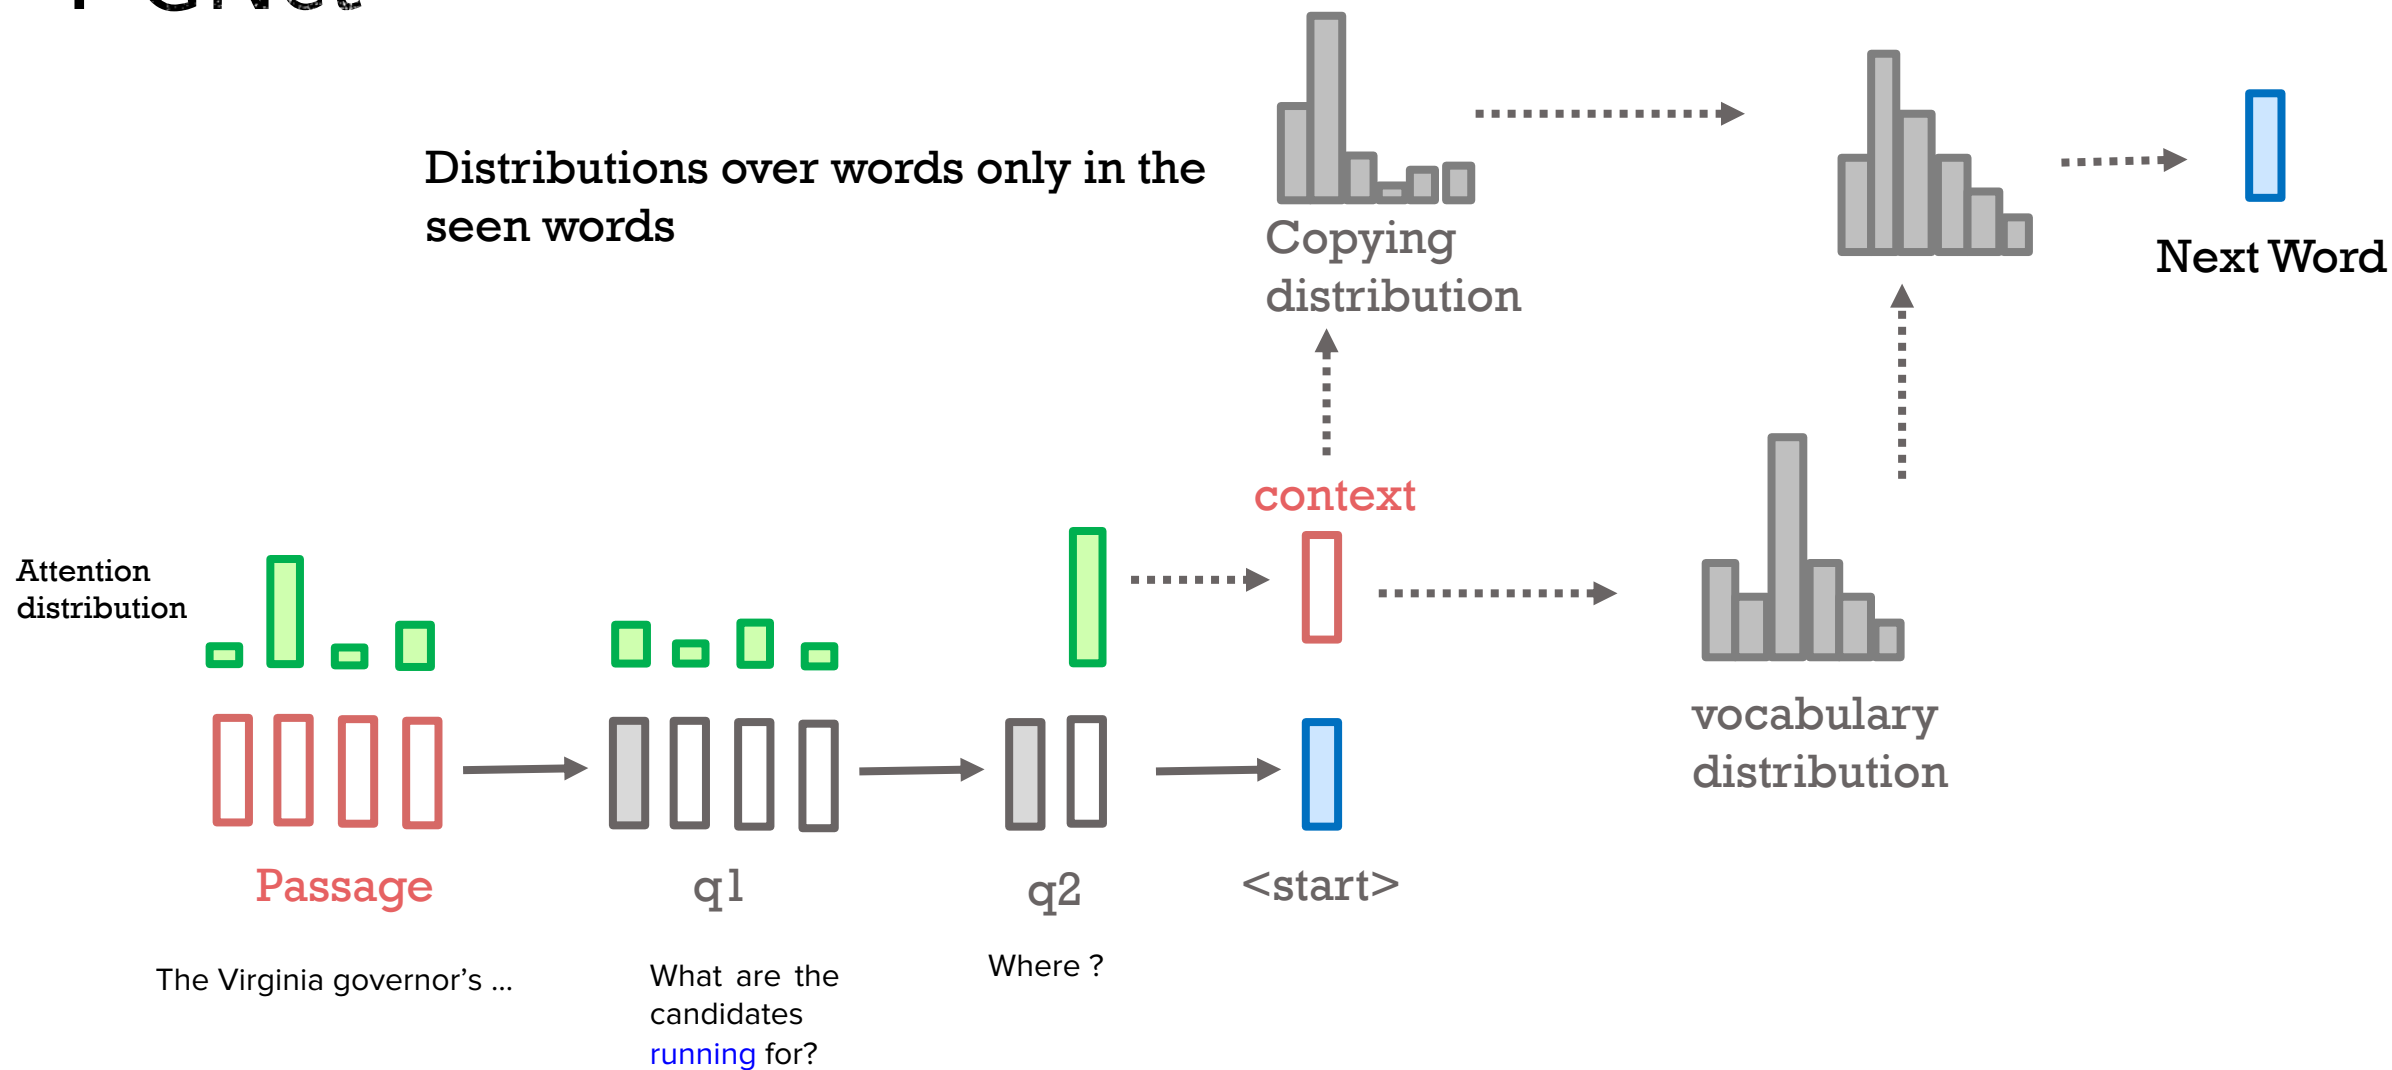 PGNet
Distributions over words only in the
seen words
Copying
distribution
Next Word
context
Attention
distribution
vocabulary
distribution
Passage
q1
q2
<start>
The Virginia governor's ...
What are the
candidates
running for?
Where ?